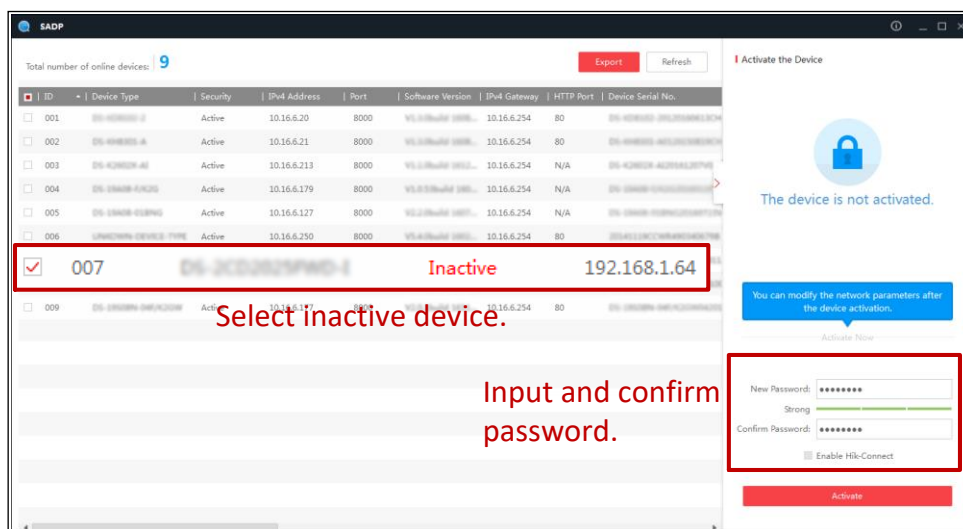 SADP
Total number of online devices: 9
Export
Refresh
ID | Device Type | Security | IPv4 Address | Port | Software Version | IPv4 Gateway | HTTP Port | Device Serial No.
001 Active 10.16.6.20 8000 10.16.6.254 80
002 Active 10.16.6.21 8000 10.16.6.254 80
003 Active 10.16.6.213 8000 10.16.6.254 N/A
004 Active 10.16.6.179 8000 10.16.6.254 N/A
005 Active 10.16.6.127 8000 10.16.6.254 N/A
006 Active 10.16.6.250 8000 10.16.6.254 80
007 Inactive 192.168.1.64
009 8000 10.16.6.254 80
Select inactive device.
Input and confirm
password.
Activate the Device
The device is not activated.
You can modify the network parameters after
the device activation.
Activate Now
New Password: ••••••••
Strong
Confirm Password: ••••••••
Enable Hik-Connect
Activate